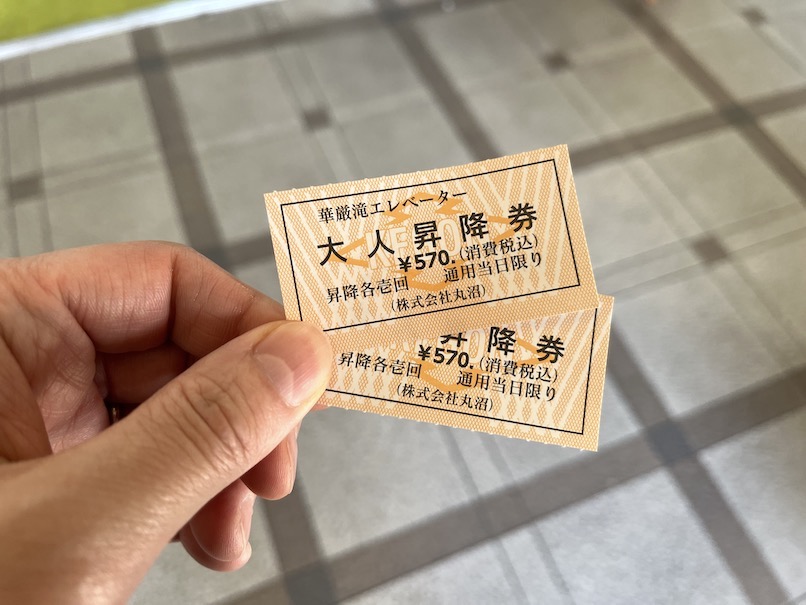 華厳滝エレベーター
大人昇降券
¥570.(消費税込)
昇降各壱回 通用当日限り
(株式会社丸沼)
昇降券
¥570.(消費税込)
昇降各壱回 通用当日限り
(株式会社丸沼)